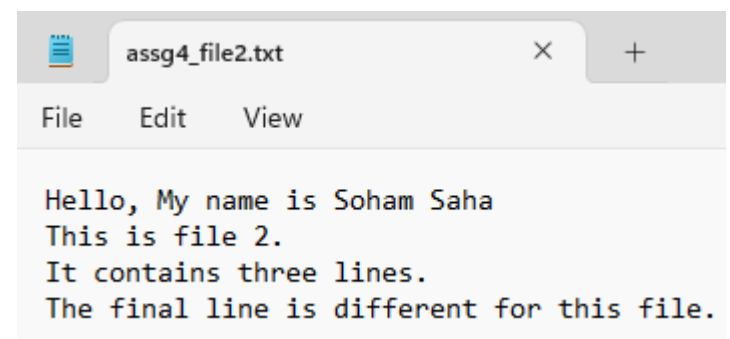 assg4_file2.txt
File Edit View
Hello, My name is Soham Saha
This is file 2.
It contains three lines.
The final line is different for this file.